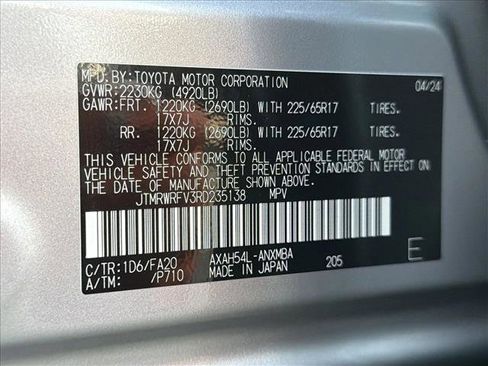 MFD. BY: TOYOTA MOTOR CORPORATION 04/24
GVWR: 2230KG (4920LB)
GAWR: FRT. 1220KG (2690LB) WITH 225/65R17 TIRES.
17X7J RIMS.
RR. 1220KG (2690LB) WITH 225/65R17 TIRES.
17X7J RIMS.
THIS VEHICLE CONFORMS TO ALL APPLICABLE FEDERAL MOTOR
VEHICLE SAFETY AND THEFT PREVENTION STANDARDS IN EFFECT
ON THE DATE OF MANUFACTURE SHOWN ABOVE.
JTMRWRFV3RD235138 MPV
C/TR: 1D6/FA20 AXAH54L-ANXMBA
A/TM: /P710 MADE IN JAPAN 205 E